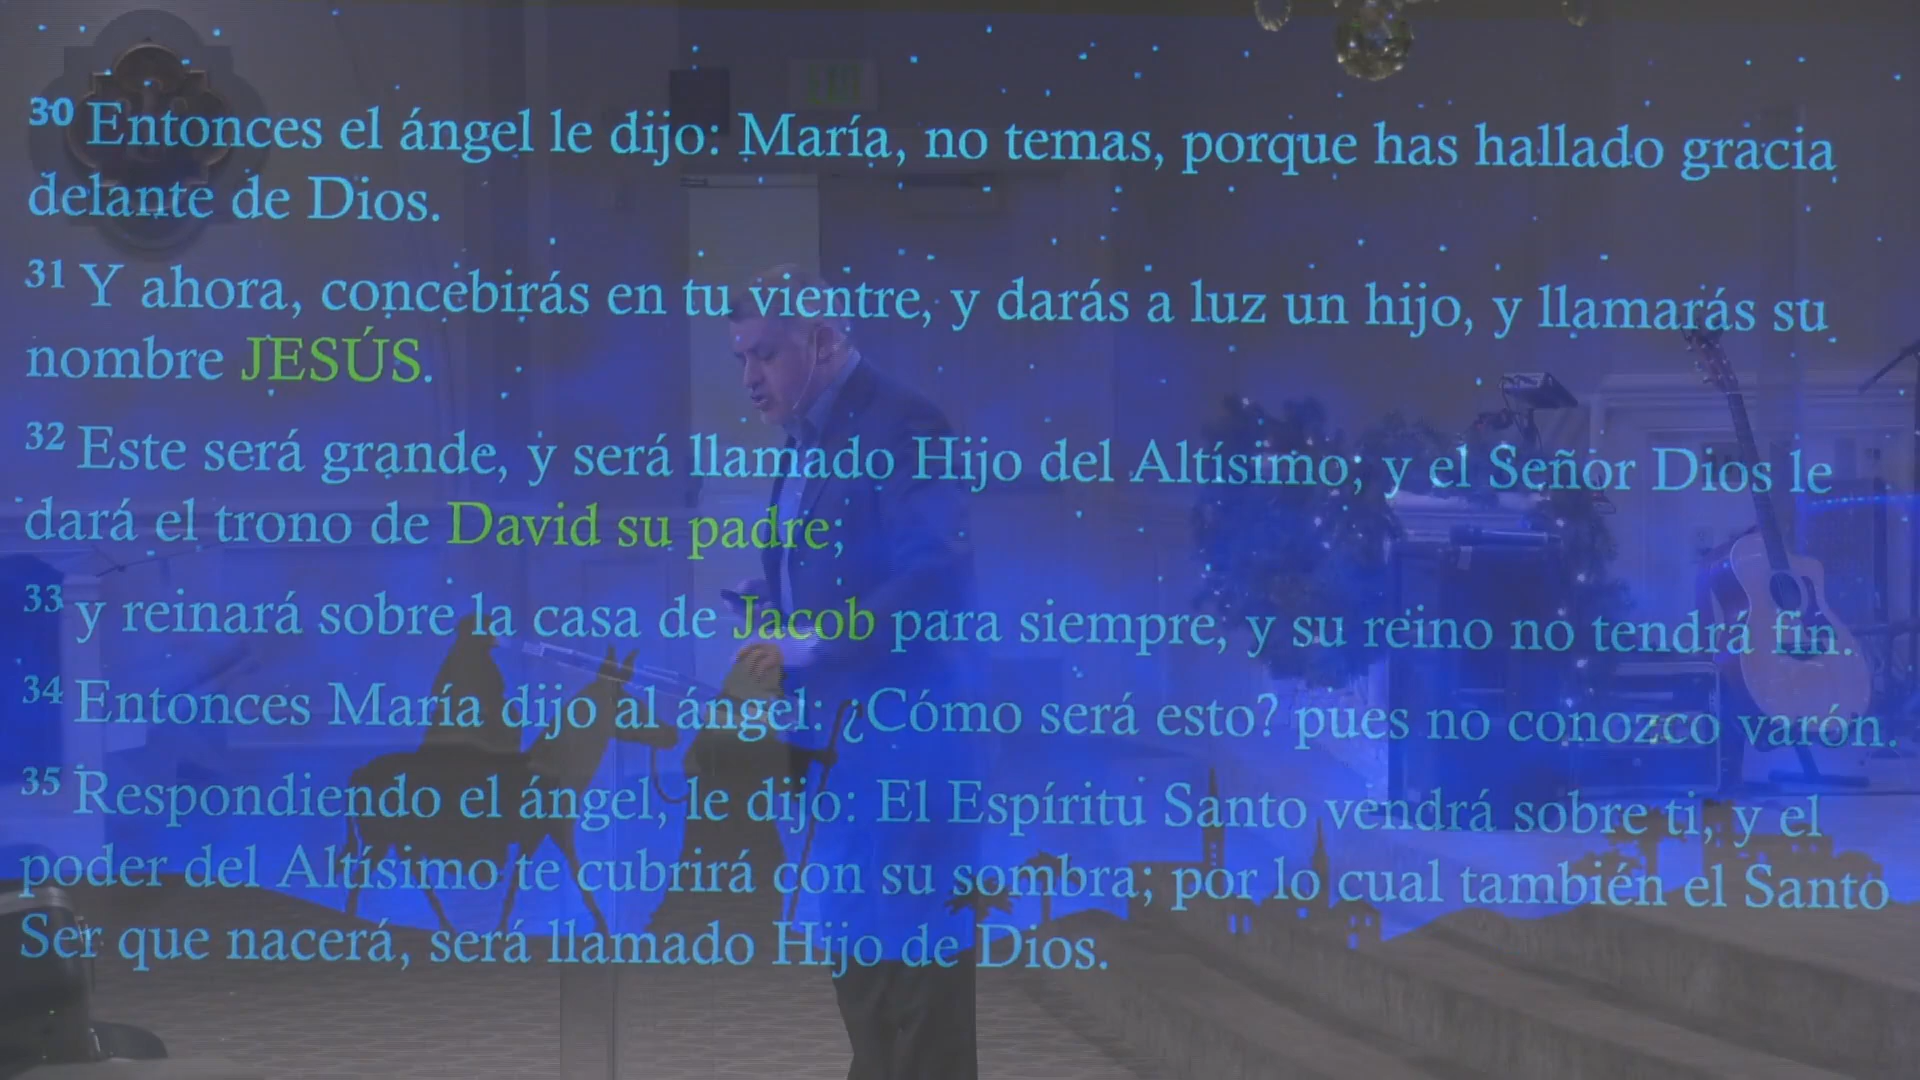 30 Entonces el ángel le dijo: María, no temas, porque has hallado gracia
delante de Dios.
31 Y ahora, concebirás en tu vientre, y darás a luz un hijo, y llamarás su
nombre JESÚS.
32 Este será grande, y será llamado Hijo del Altísimo; y el Señor Dios le
dará el trono de David su padre;
33 y reinará sobre la casa de Jacob para siempre, y su reino no tendrá fin.
34 Entonces María dijo al ángel: ¿Cómo será esto? pues no conozco varón.
35 Respondiendo el ángel, le dijo: El Espíritu Santo vendrá sobre ti, y el
poder del Altísimo te cubrirá con su sombra; por lo cual también el Santo
Ser que nacerá, será llamado Hijo de Dios.